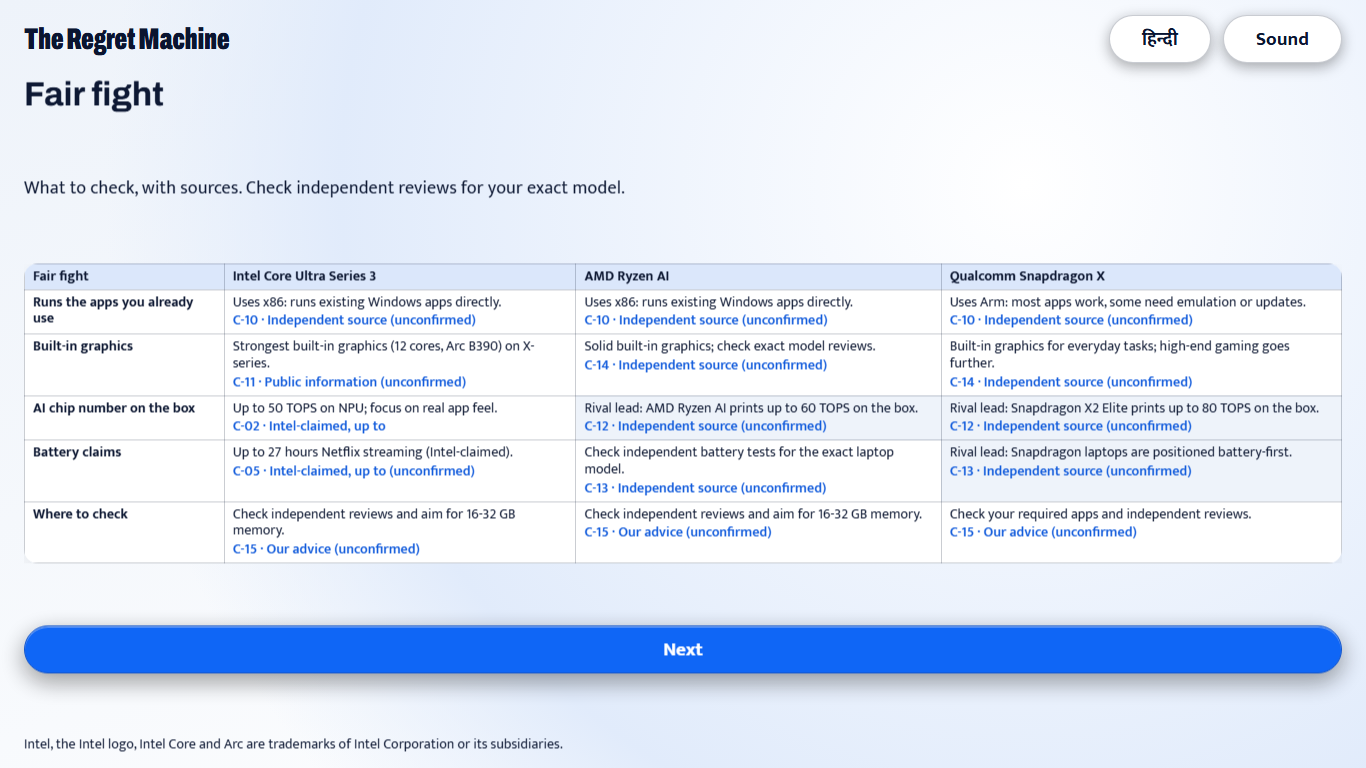 The Regret Machine
हिन्दी
Sound
Fair fight
What to check, with sources. Check independent reviews for your exact model.
Fair fight
Intel Core Ultra Series 3
AMD Ryzen AI
Qualcomm Snapdragon X
Runs the apps you already
use
Uses x86: runs existing Windows apps directly.
C-10 · Independent source (unconfirmed)
Uses x86: runs existing Windows apps directly.
C-10 · Independent source (unconfirmed)
Uses Arm: most apps work, some need emulation or updates.
C-10 · Independent source (unconfirmed)
Built-in graphics
Strongest built-in graphics (12 cores, Arc B390) on X-
series.
C-11 · Public information (unconfirmed)
Solid built-in graphics; check exact model reviews.
C-14 · Independent source (unconfirmed)
Built-in graphics for everyday tasks; high-end gaming goes
further.
C-14 · Independent source (unconfirmed)
AI chip number on the box
Up to 50 TOPS on NPU; focus on real app feel.
C-02 · Intel-claimed, up to
Rival lead: AMD Ryzen AI prints up to 60 TOPS on the box.
C-12 · Independent source (unconfirmed)
Rival lead: Snapdragon X2 Elite prints up to 80 TOPS on the box.
C-12 · Independent source (unconfirmed)
Battery claims
Up to 27 hours Netflix streaming (Intel-claimed).
C-05 · Intel-claimed, up to (unconfirmed)
Check independent battery tests for the exact laptop
model.
C-13 · Independent source (unconfirmed)
Rival lead: Snapdragon laptops are positioned battery-first.
C-13 · Independent source (unconfirmed)
Where to check
Check independent reviews and aim for 16-32 GB
memory.
C-15 · Our advice (unconfirmed)
Check independent reviews and aim for 16-32 GB memory.
C-15 · Our advice (unconfirmed)
Check your required apps and independent reviews.
C-15 · Our advice (unconfirmed)
Next
Intel, the Intel logo, Intel Core and Arc are trademarks of Intel Corporation or its subsidiaries.